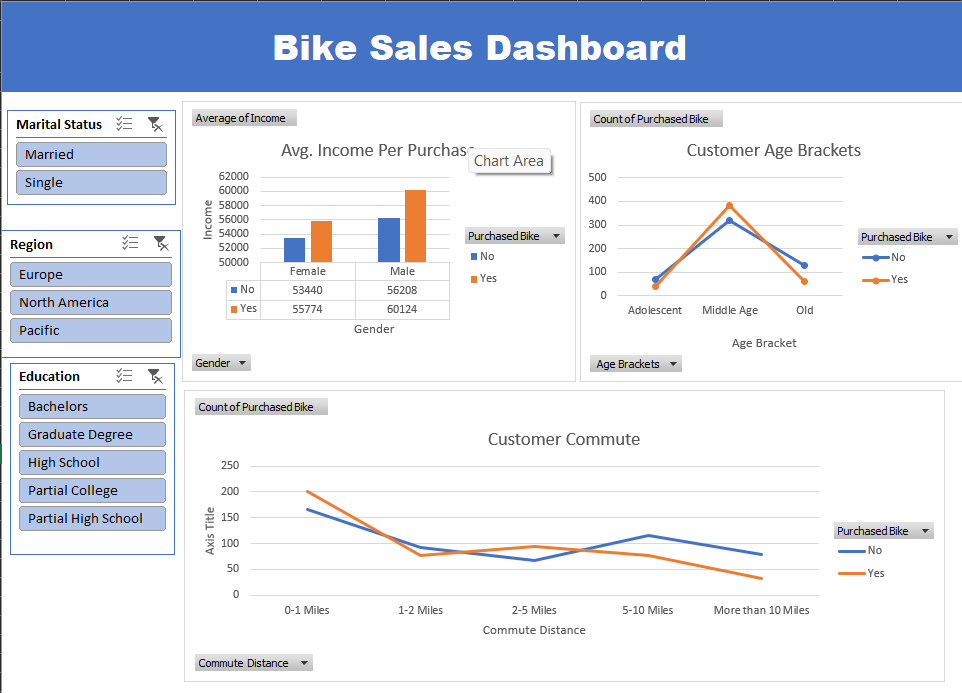 Bike Sales Dashboard
Marital Status
Married
Single
Region
Europe
North America
Pacific
Education
Bachelors
Graduate Degree
High School
Partial College
Partial High School
Average of Income
Avg. Income Per Purchase
Chart Area
62000
60000
58000
56000
54000
52000
50000
Income
Female Male
No 53440 56208
Yes 55774 60124
Gender
Purchased Bike
No
Yes
Gender
Count of Purchased Bike
Customer Age Brackets
500
400
300
200
100
0
Adolescent Middle Age Old
Age Bracket
Purchased Bike
No
Yes
Age Brackets
Count of Purchased Bike
Customer Commute
250
200
150
100
50
0
Axis Title
0-1 Miles 1-2 Miles 2-5 Miles 5-10 Miles More than 10 Miles
Commute Distance
Purchased Bike
No
Yes
Commute Distance